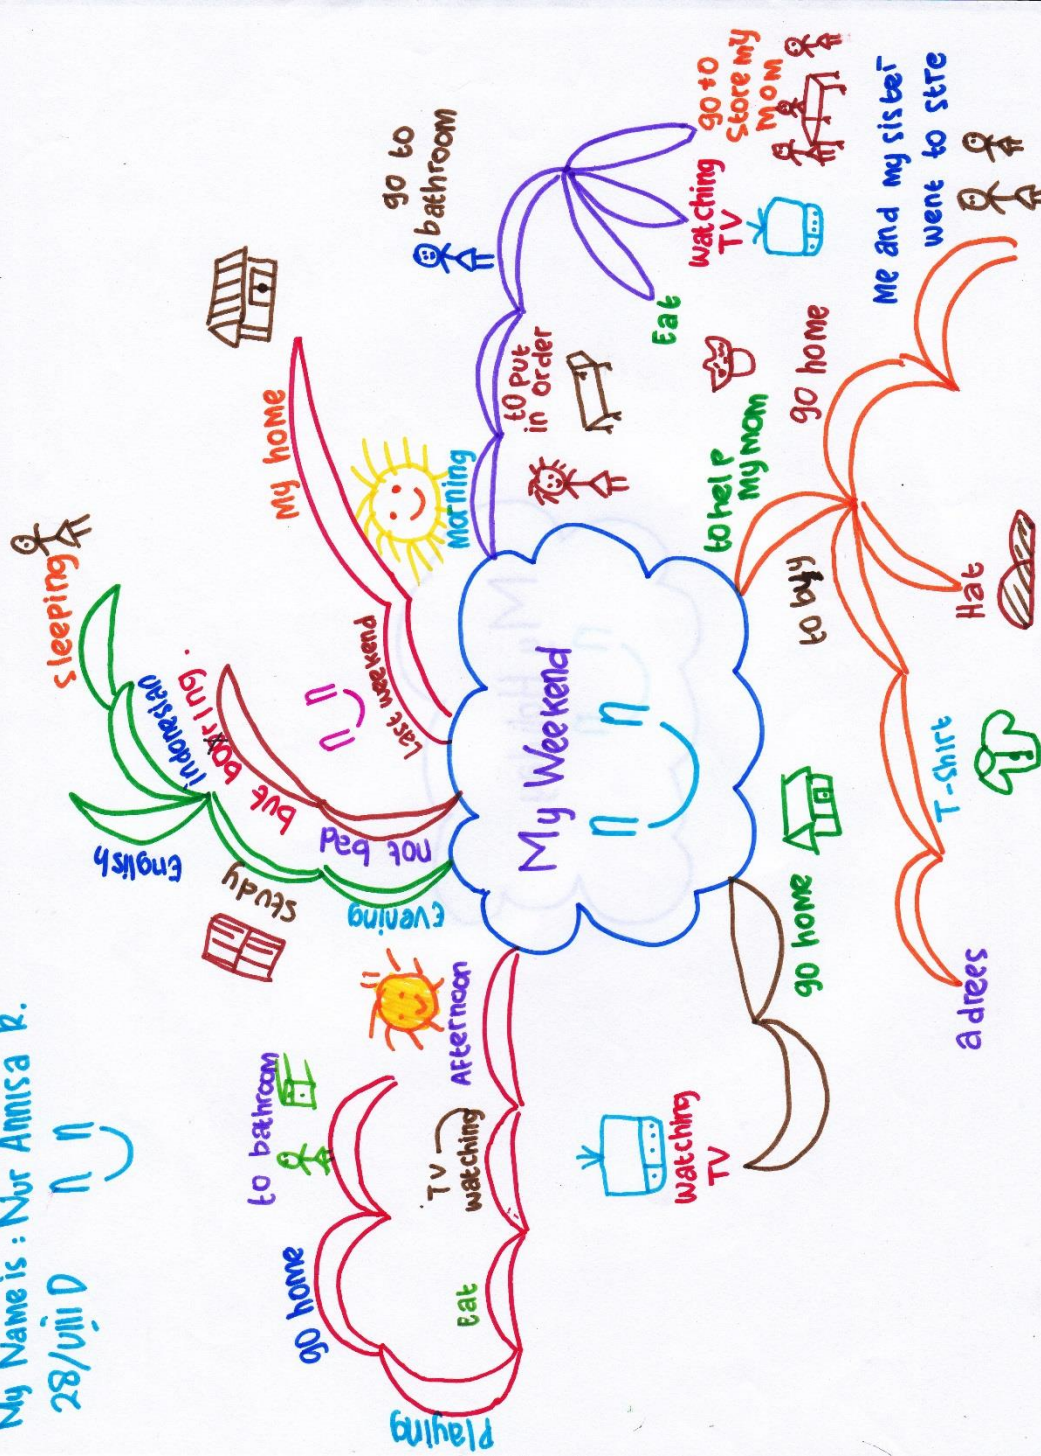 My Name is : Nur Annisa R.
28/VIII D
My Weekend
Last weekend
My home
Morning
to put
in order
go to
bathroom
Eat
watching
TV
go to
Store my
Mom
to help
My Mom
go home
Me and my sister
went to stre
to buy
Hat
T-Shirt
adrees
go home
watching
TV
Afternoon
TV
watching
Eat
Playing
go home
to bathroom
Evening
Study
English
indonesian
sleeping
not bad
but boring